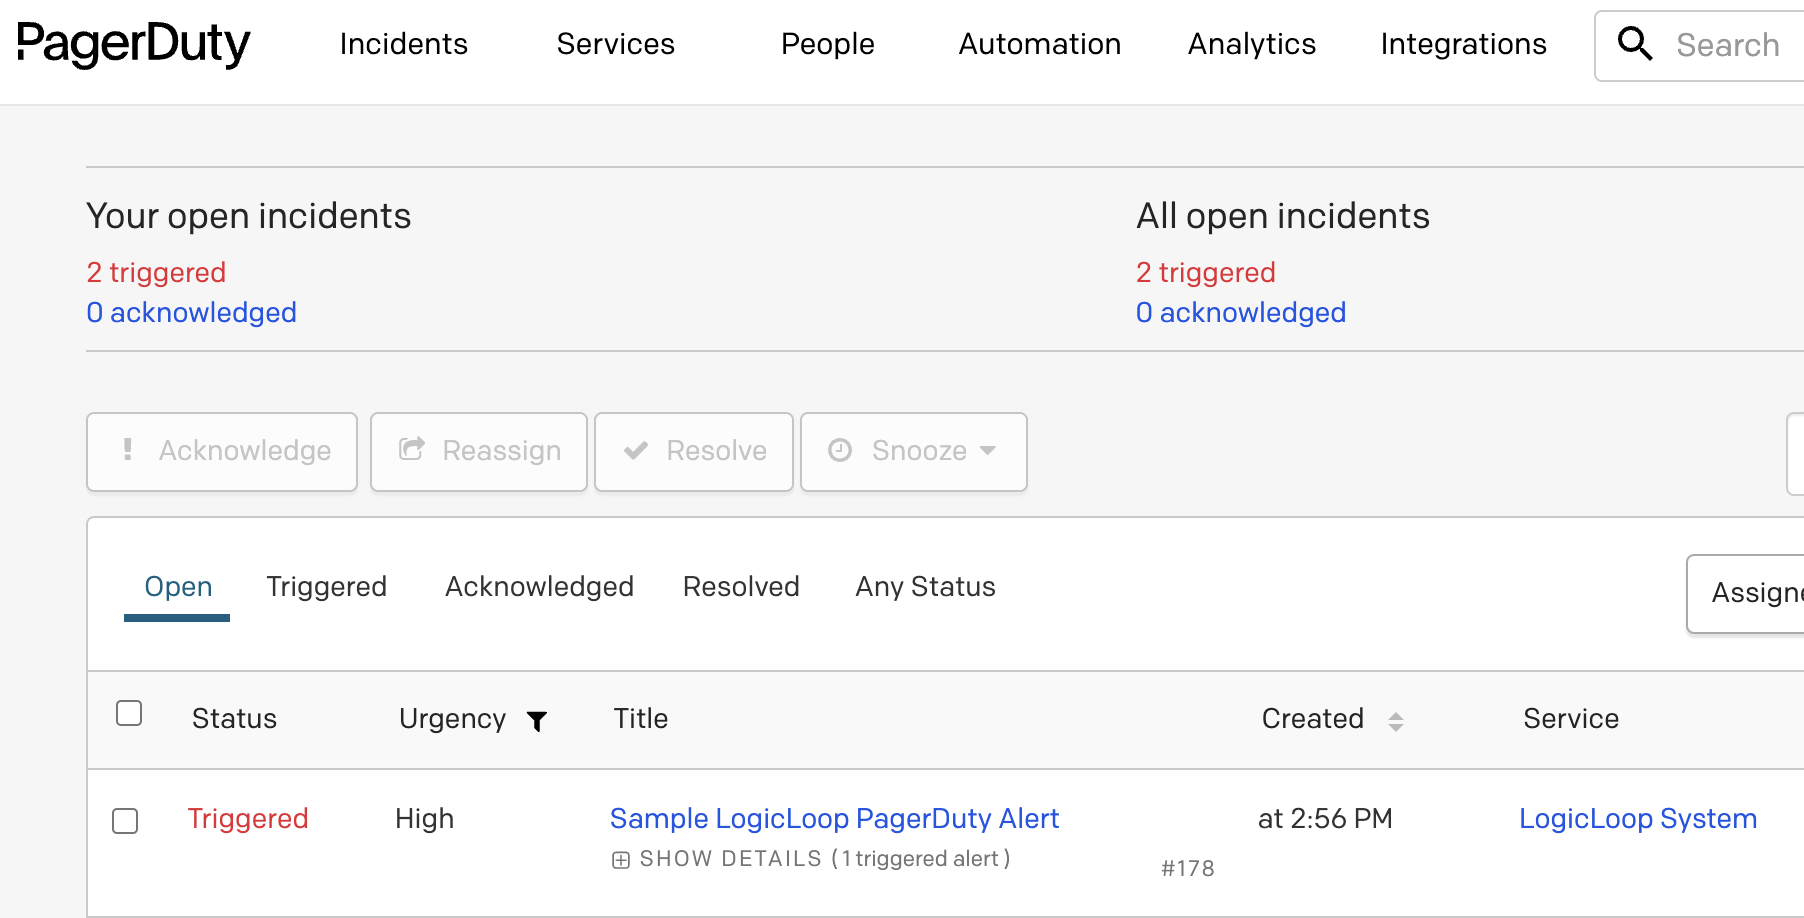 PagerDuty Incidents Services People Automation Analytics Integrations Search
Your open incidents All open incidents
2 triggered 2 triggered
0 acknowledged 0 acknowledged
! Acknowledge Reassign Resolve Snooze
Open Triggered Acknowledged Resolved Any Status Assigne
Status Urgency Title Created Service
Triggered High Sample LogicLoop PagerDuty Alert at 2:56 PM LogicLoop System
SHOW DETAILS (1 triggered alert) #178